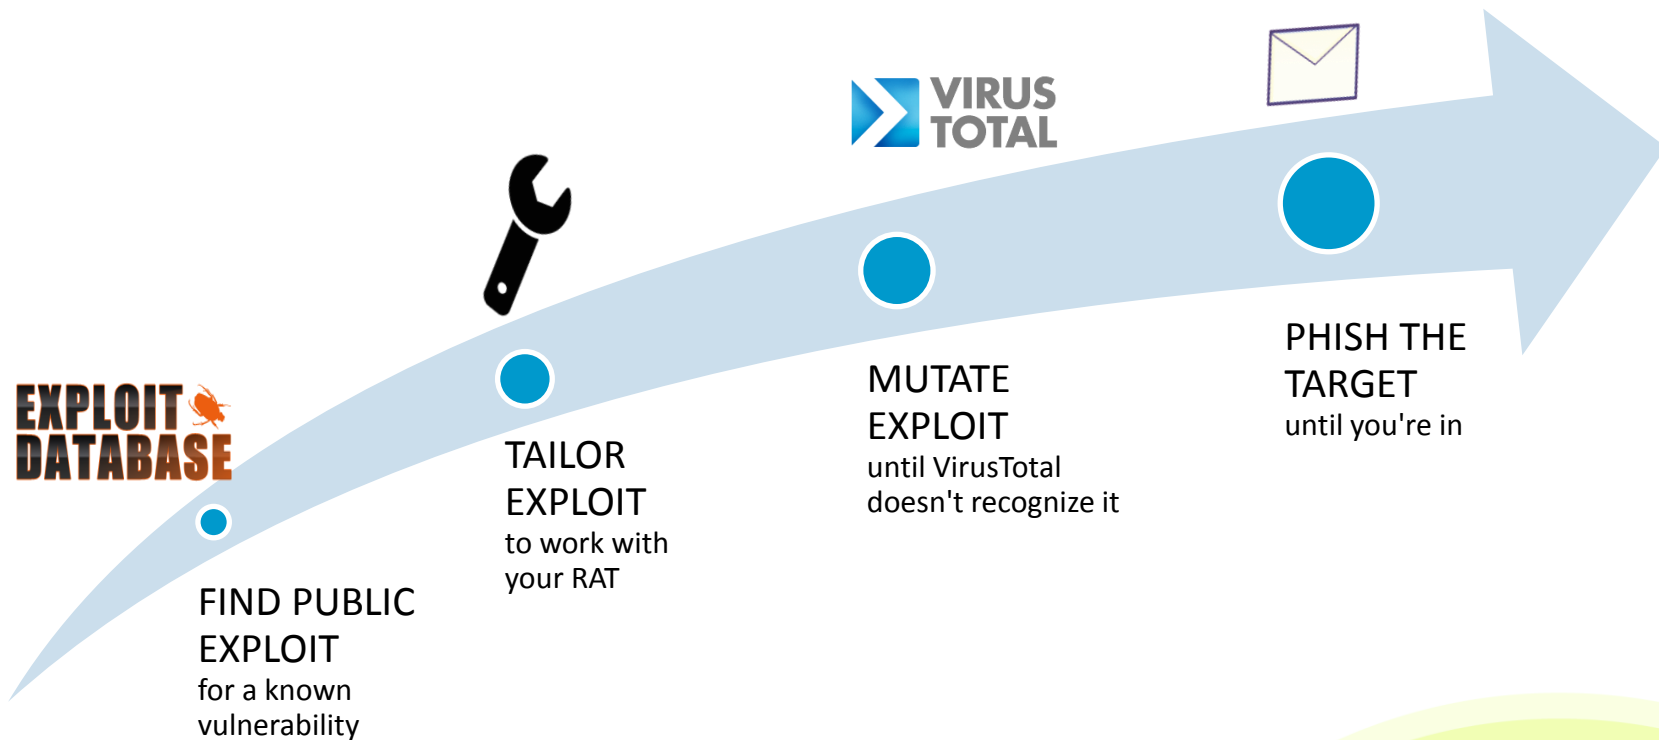 EXPLOIT
DATABASE
FIND PUBLIC
EXPLOIT
for a known
vulnerability
TAILOR
EXPLOIT
to work with
your RAT
VIRUS
TOTAL
MUTATE
EXPLOIT
until VirusTotal
doesn't recognize it
PHISH THE
TARGET
until you're in